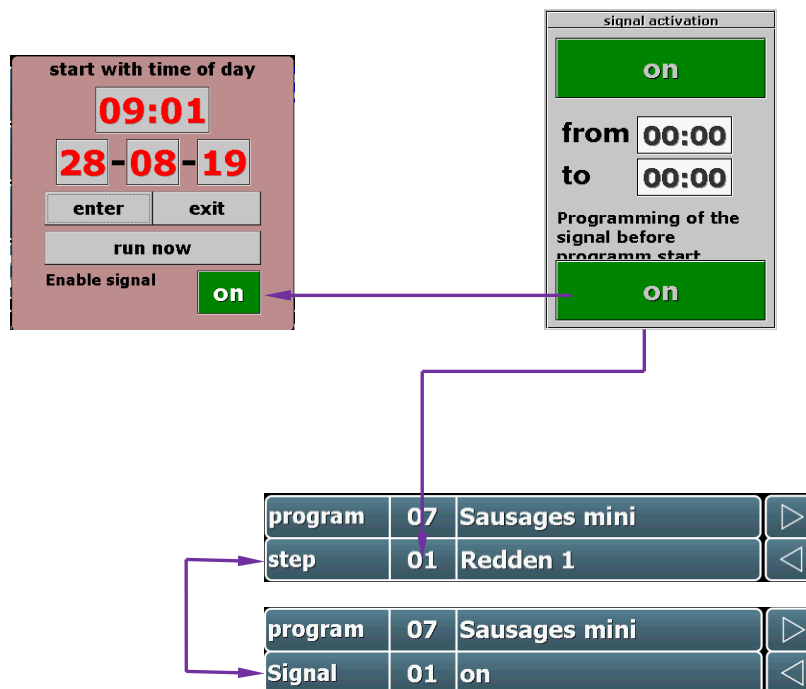 start with time of day
09:01
28-08-19
enter exit
run now
Enable signal on
signal activation
on
from 00:00
to 00:00
Programming of the
signal before
programm start
on
program 07 Sausages mini
step 01 Redden 1
program 07 Sausages mini
Signal 01 on